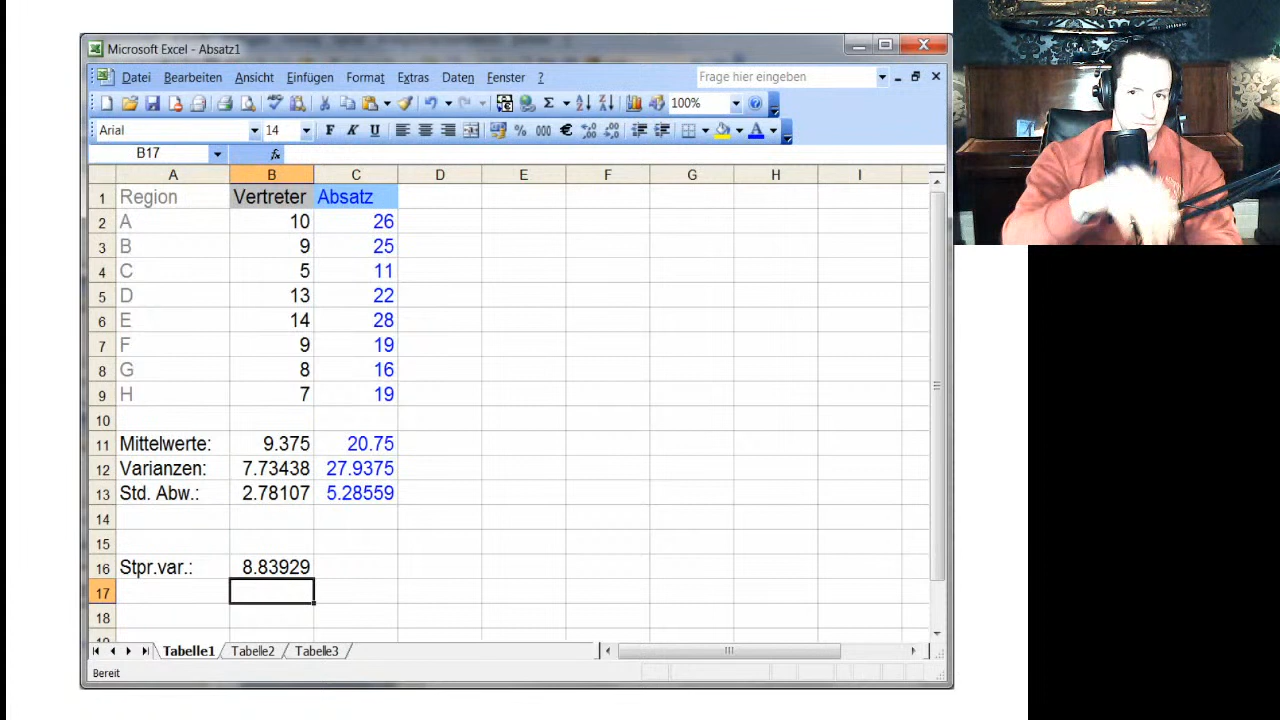 Microsoft Excel - Absatz1
Datei Bearbeiten Ansicht Einfügen Format Extras Daten Fenster ? Frage hier eingeben
Σ A Z Z A 100% ?
Arial 14 F K U % 000 € ,0 ,00 A
B17 fx
A B C D E F G H I
1 Region Vertreter Absatz
2 A 10 26
3 B 9 25
4 C 5 11
5 D 13 22
6 E 14 28
7 F 9 19
8 G 8 16
9 H 7 19
10
11 Mittelwerte: 9.375 20.75
12 Varianzen: 7.73438 27.9375
13 Std. Abw.: 2.78107 5.28559
14
15
16 Stpr.var.: 8.83929
17
18
Tabelle1 Tabelle2 Tabelle3
Bereit